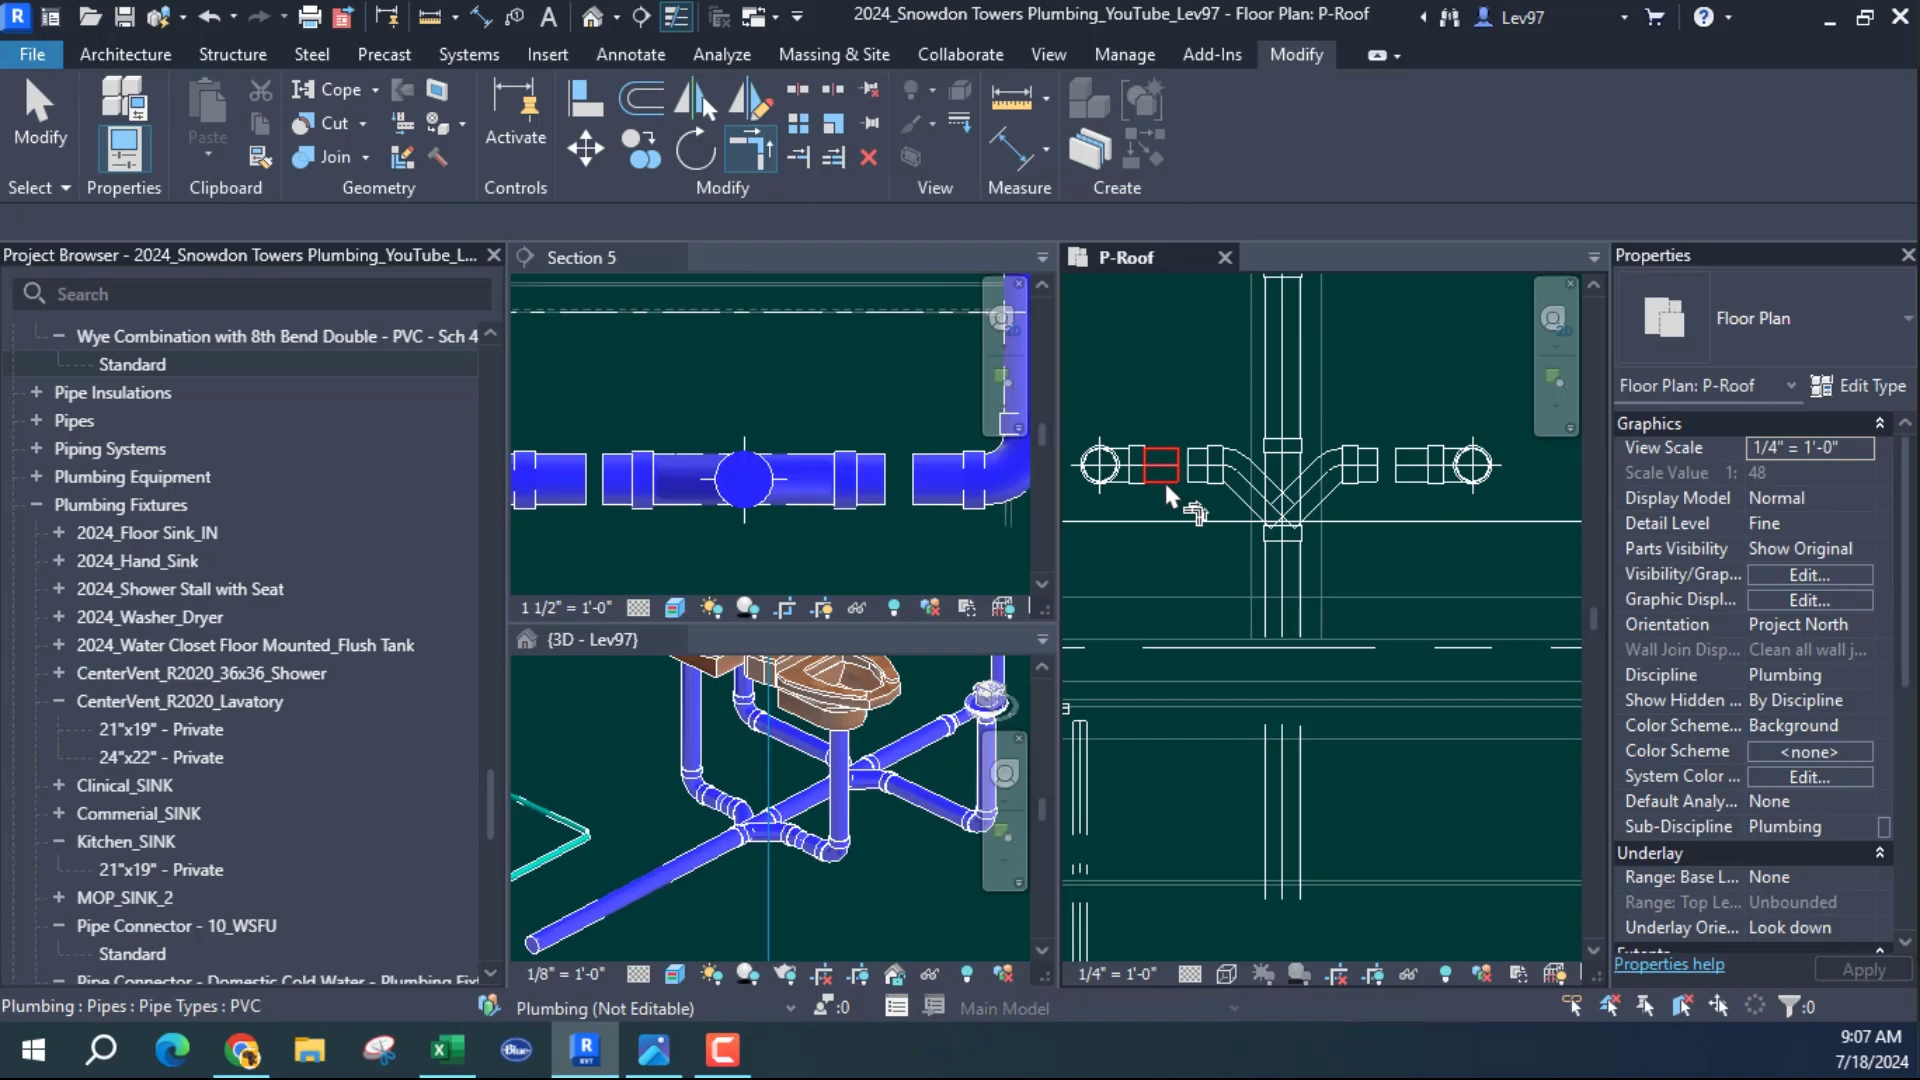 2024_Snowdon Towers Plumbing_YouTube_Lev97 - Floor Plan: P-Roof
Lev97
File
Architecture
Structure
Steel
Precast
Systems
Insert
Annotate
Analyze
Massing & Site
Collaborate
View
Manage
Add-Ins
Modify
Modify
Paste
Cope
Cut
Join
Activate
Select
Properties
Clipboard
Geometry
Controls
Modify
View
Measure
Create
Project Browser - 2024_Snowdon Towers Plumbing_YouTube_L...
Search
Wye Combination with 8th Bend Double - PVC - Sch 4
Standard
Pipe Insulations
Pipes
Piping Systems
Plumbing Equipment
Plumbing Fixtures
2024_Floor Sink_IN
2024_Hand_Sink
2024_Shower Stall with Seat
2024_Washer_Dryer
2024_Water Closet Floor Mounted_Flush Tank
CenterVent_R2020_36x36_Shower
CenterVent_R2020_Lavatory
21"x19" - Private
24"x22" - Private
Clinical_SINK
Commerial_SINK
Kitchen_SINK
21"x19" - Private
MOP_SINK_2
Pipe Connector - 10_WSFU
Standard
Pipe Connector - Domestic Cold Water - Plumbing Fixt
Section 5
1 1/2" = 1'-0"
{3D - Lev97}
1/8" = 1'-0"
P-Roof
1/4" = 1'-0"
Properties
Floor Plan
Floor Plan: P-Roof
Edit Type
Graphics
View Scale 1/4" = 1'-0"
Scale Value 1: 48
Display Model Normal
Detail Level Fine
Parts Visibility Show Original
Visibility/Grap... Edit...
Graphic Displ... Edit...
Orientation Project North
Wall Join Disp... Clean all wall j...
Discipline Plumbing
Show Hidden ... By Discipline
Color Scheme... Background
Color Scheme <none>
System Color ... Edit...
Default Analy... None
Sub-Discipline Plumbing
Underlay
Range: Base L... None
Range: Top Le... Unbounded
Underlay Orie... Look down
Extents
Properties help
Apply
Plumbing : Pipes : Pipe Types : PVC
Plumbing (Not Editable)
:0
Main Model
:0
Blue
9:07 AM
7/18/2024